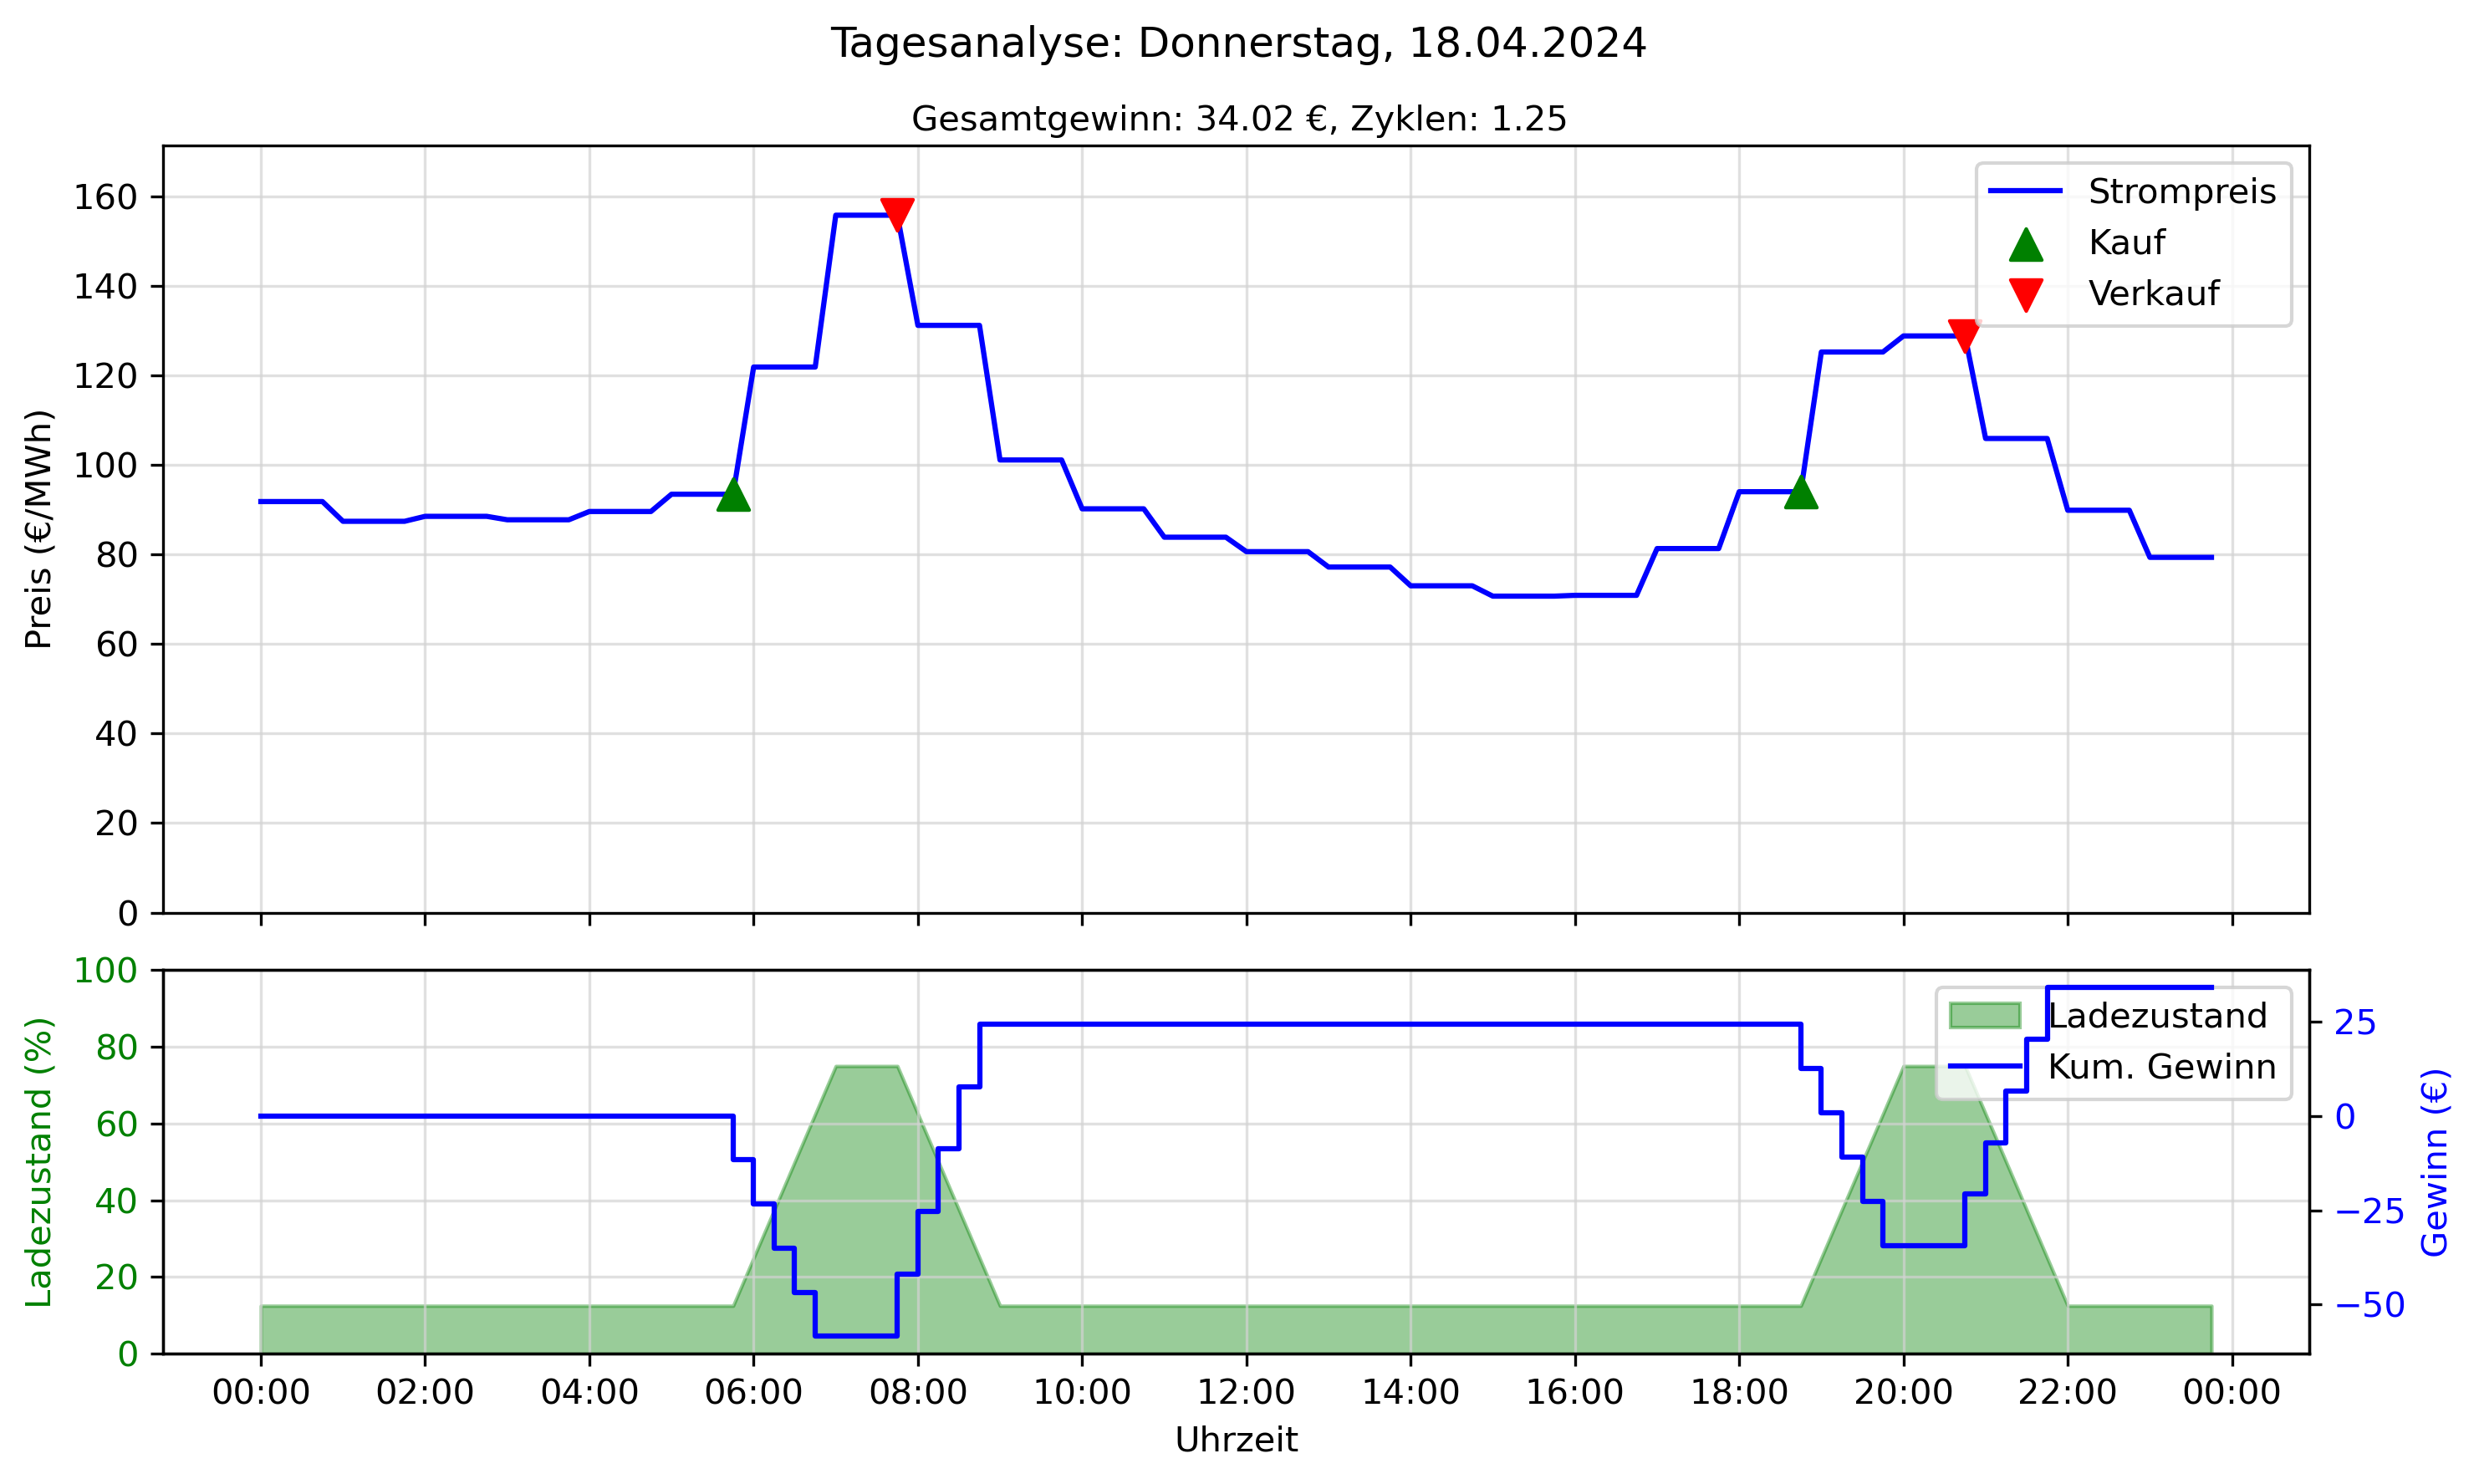 Tagesanalyse: Donnerstag, 18.04.2024
Gesamtgewinn: 34.02 €, Zyklen: 1.25
Preis (€/MWh)
160
140
120
100
80
60
40
20
0
Strompreis
Kauf
Verkauf
Ladezustand (%)
100
80
60
40
20
0
Ladezustand
Kum. Gewinn
25
0
−25
−50
Gewinn (€)
00:00 02:00 04:00 06:00 08:00 10:00 12:00 14:00 16:00 18:00 20:00 22:00 00:00
Uhrzeit